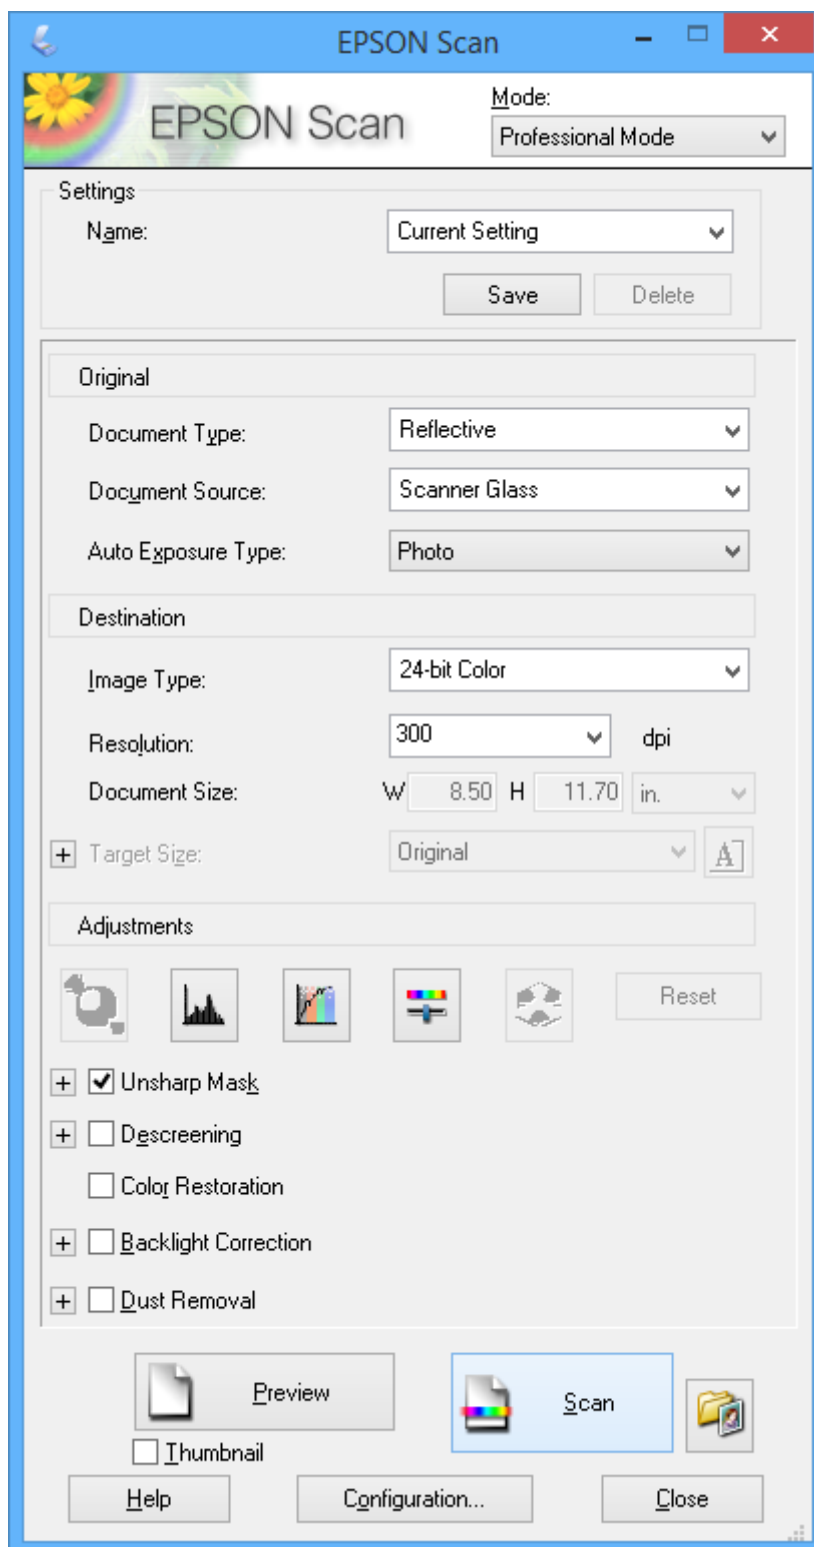 EPSON Scan
EPSON Scan
Mode:
Professional Mode
Settings
Name:
Current Setting
Save
Delete
Original
Document Type:
Reflective
Document Source:
Scanner Glass
Auto Exposure Type:
Photo
Destination
Image Type:
24-bit Color
Resolution:
300
dpi
Document Size:
W 8.50 H 11.70 in.
Target Size:
Original
A
Adjustments
Reset
Unsharp Mask
Descreening
Color Restoration
Backlight Correction
Dust Removal
Preview
Scan
Thumbnail
Help
Configuration...
Close